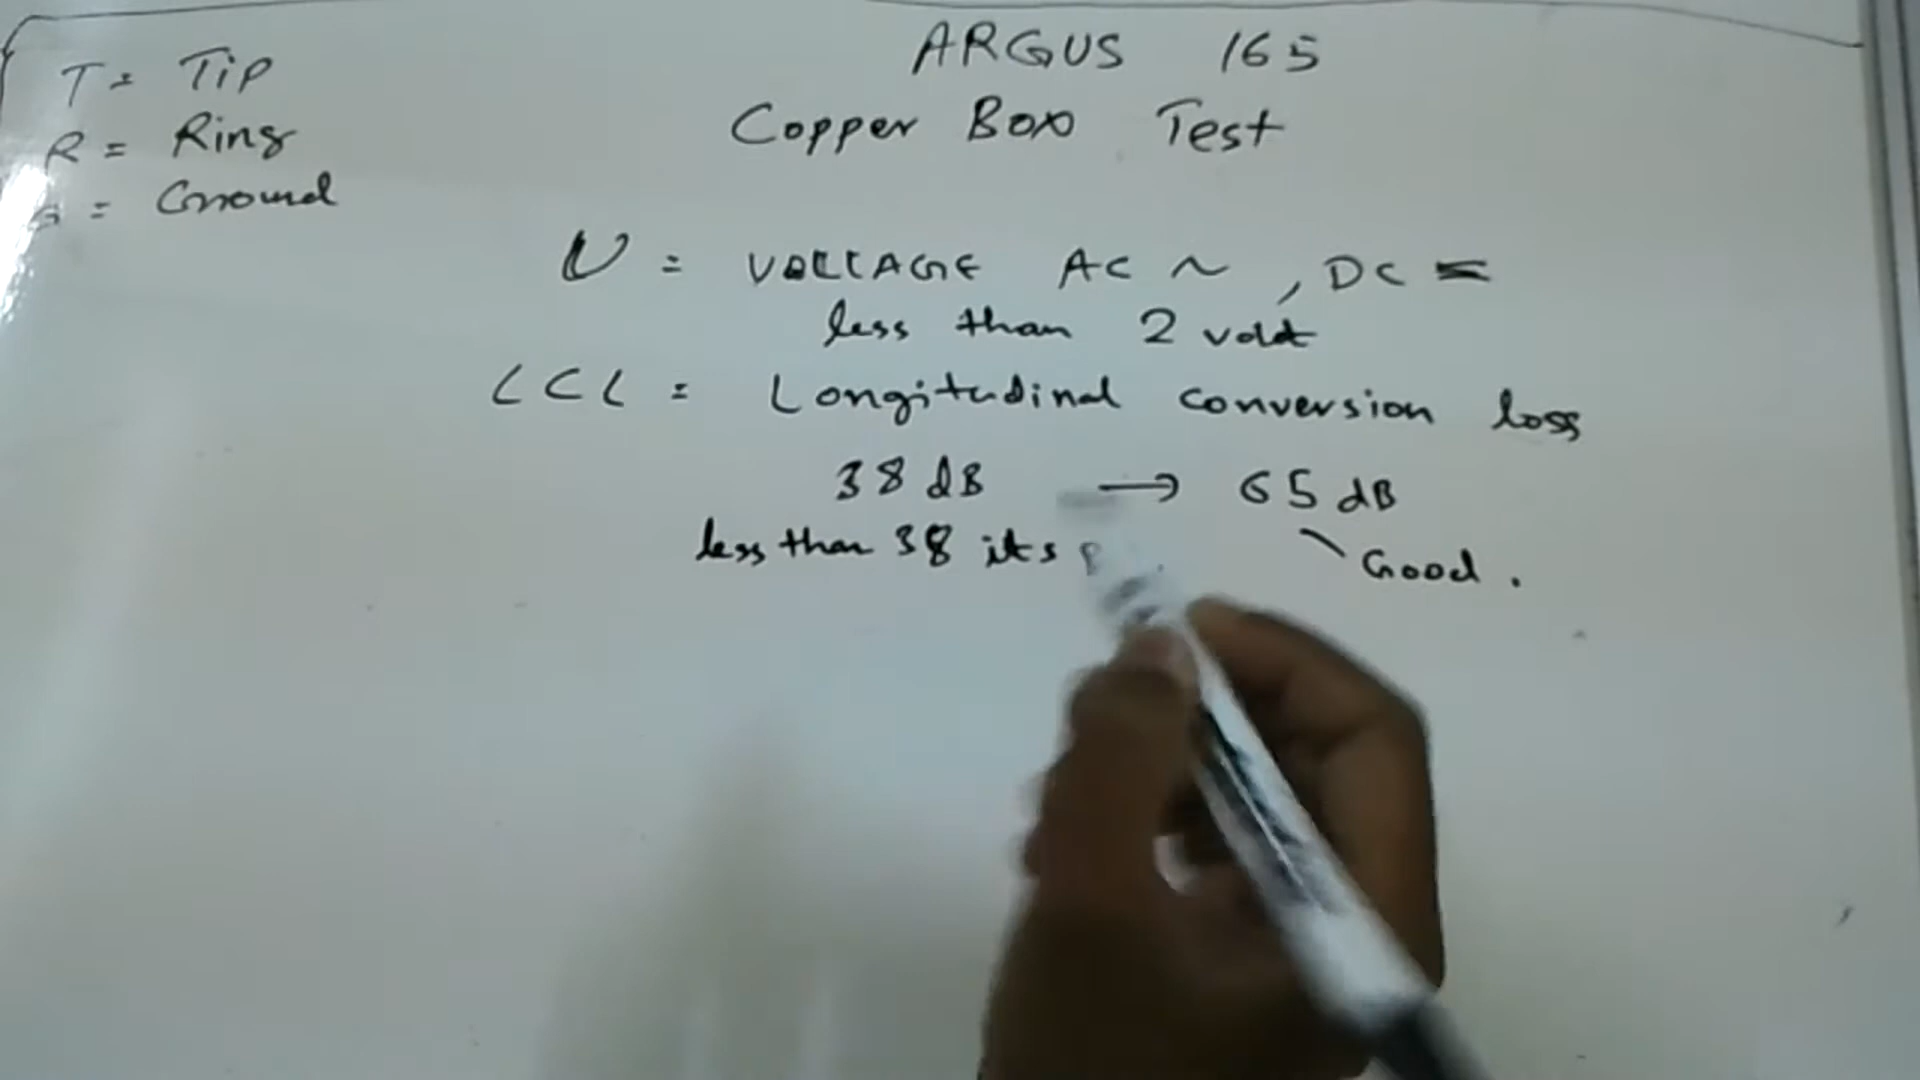 ARGUS 165
Copper Box Test
T = Tip
R = Ring
G = Ground
U = VOLTAGE AC ~ , DC =
less than 2 volt
LCL = Longitudinal conversion loss
38 dB → 65 dB
less than 38 its
Good .